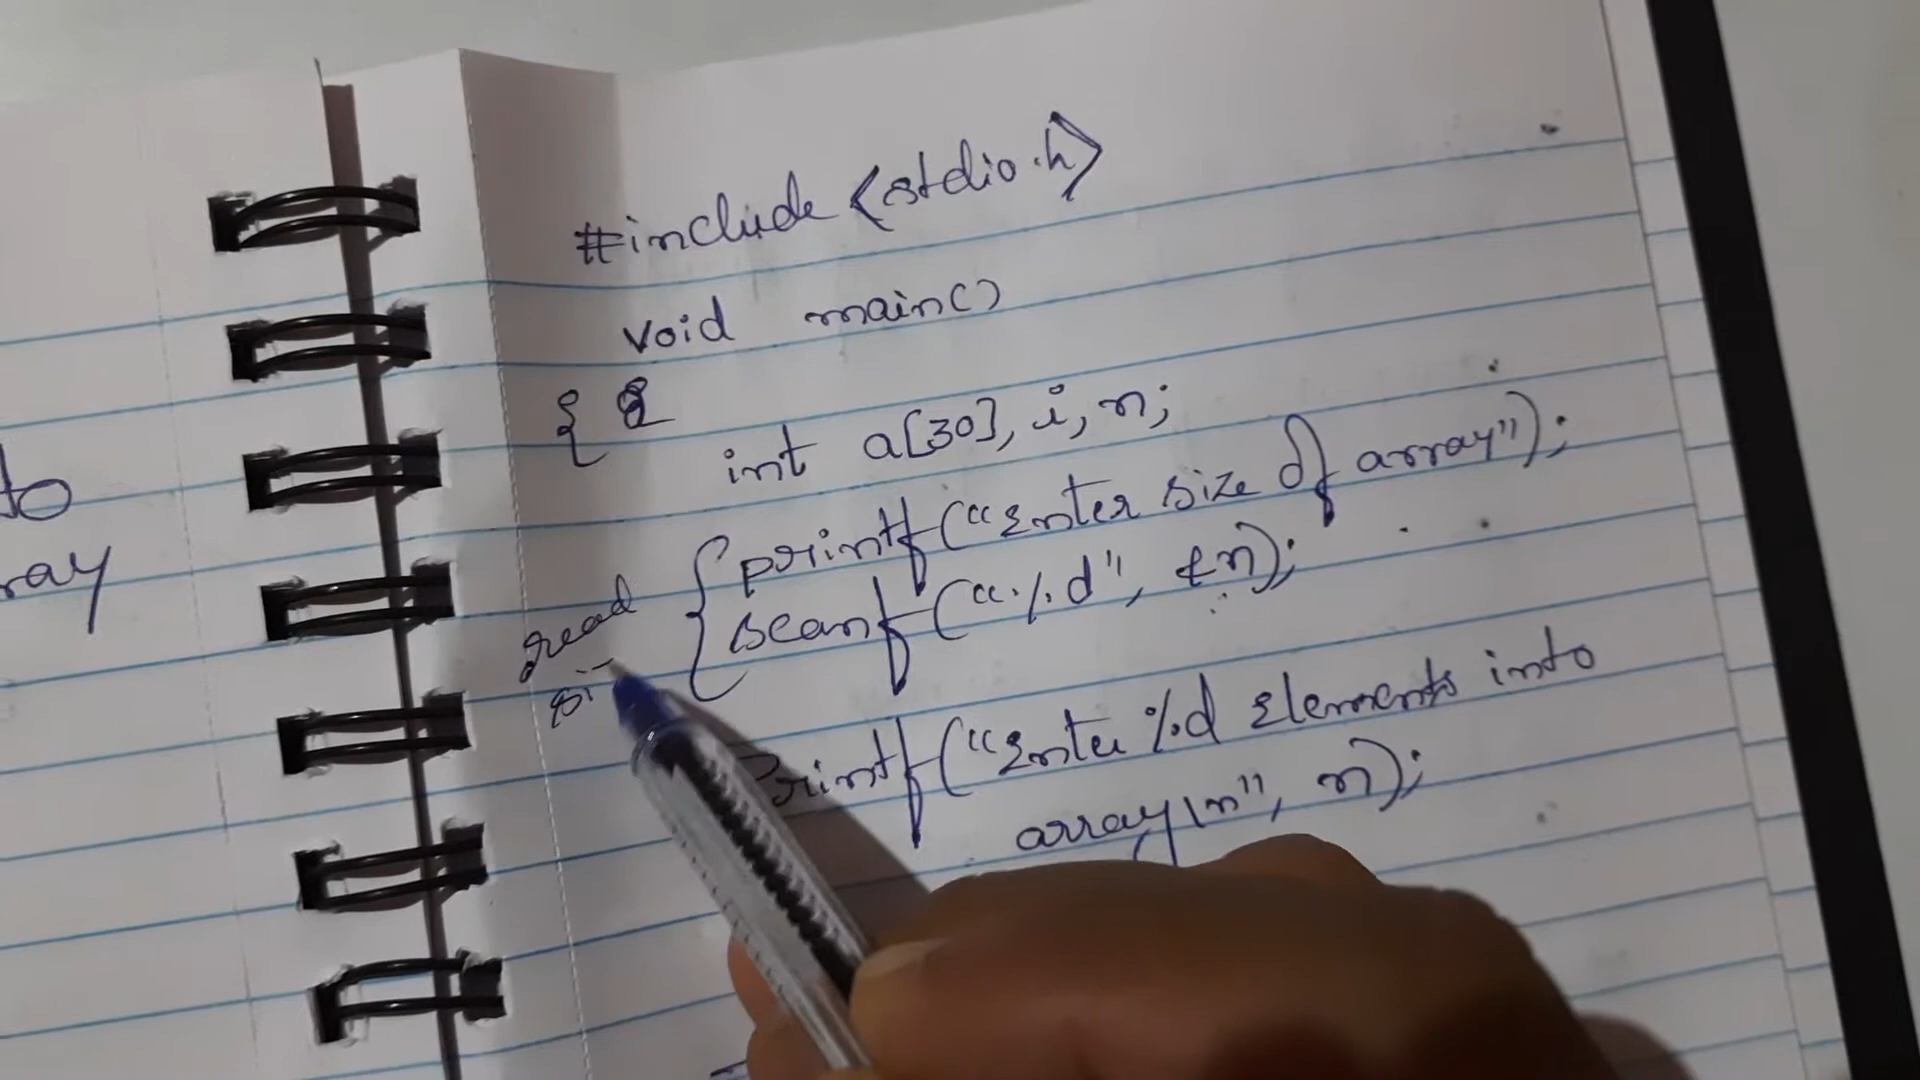 to
ray
#include <stdio.h>
void main()
{
int a[30], i, n;
printf("Enter size of array");
scanf("%d", &n);
read
si
printf("Enter %d Elements into
array\n", n);